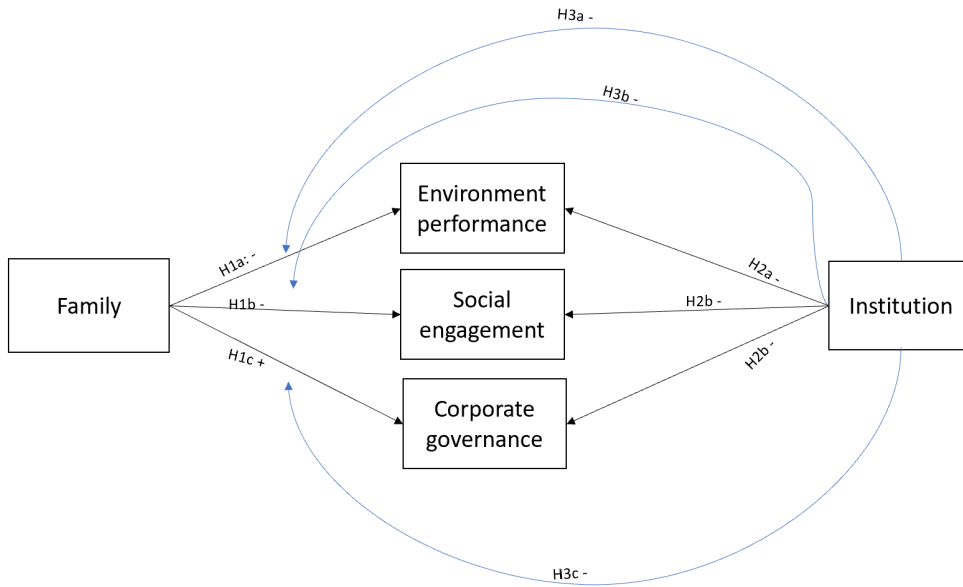 H3a -
H3b -
Environment
performance
H1a: -
H2a -
Family
H1b -
Social
engagement
H2b -
Institution
H1c +
H2b -
Corporate
governance
H3c -